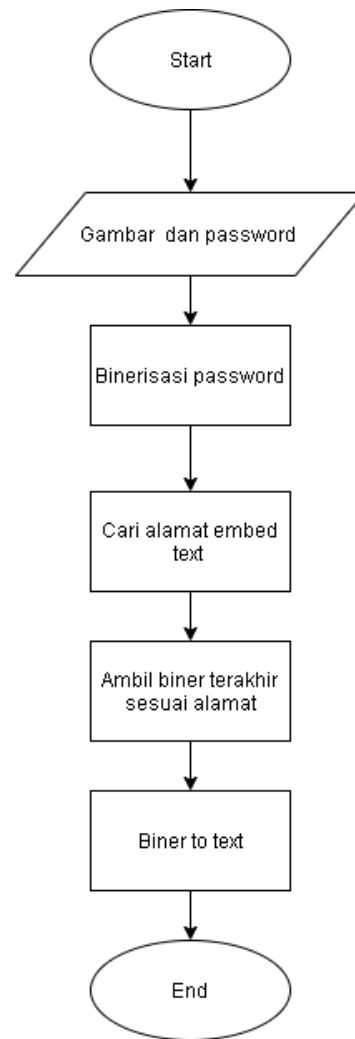 Start
Gambar dan password
Binerisasi password
Cari alamat embed
text
Ambil biner terakhir
sesuai alamat
Biner to text
End